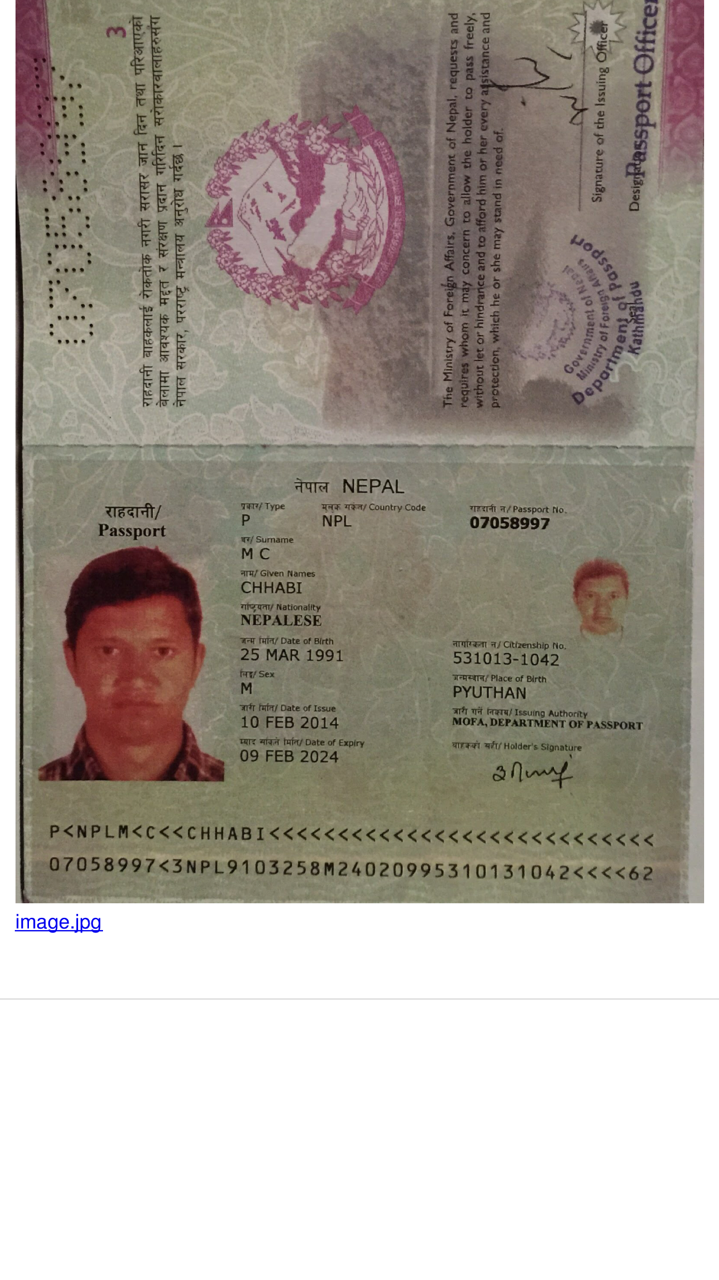 3
राहदानी वाहकलाई रोकतोक नगरी सरासर जान दिन तथा परिआएको
बेलामा आवश्यक मद्दत र संरक्षण प्रदान गरिदिन सरोकारवालाहरुसँग
नेपाल सरकार, परराष्ट्र मन्त्रालय अनुरोध गर्दछ ।
The Ministry of Foreign Affairs, Government of Nepal, requests and
requires whom it may concern to allow the holder to pass freely,
without let or hindrance and to afford him or her every assistance and
protection, which he or she may stand in need of.
Signature of the Issuing Officer
Passport Officer
Government of Nepal
Ministry of Foreign Affairs
Department of Passport
Kathmandu
नेपाल NEPAL
राहदानी/
Passport
प्रकार/ Type
P
Country Code
NPL
राहदानी नं/ Passport No.
07058997
थर/ Surname
M C
नाम/ Given Names
CHHABI
राष्ट्रियता/ Nationality
NEPALESE
जन्म मिति/ Date of Birth
25 MAR 1991
नागरिकता नं/ Citizenship No.
531013-1042
लिङ्ग/ Sex
M
जन्मस्थान/ Place of Birth
PYUTHAN
जारी मिति/ Date of Issue
10 FEB 2014
जारी गर्ने निकाय/ Issuing Authority
MOFA, DEPARTMENT OF PASSPORT
Date of Expiry
09 FEB 2024
वाहकको सही/ Holder's Signature
P<NPLM<C<<CHHABI<<<<<<<<<<<<<<<<<<<<<<<<<<<<
07058997<3NPL9103258M24020995310131042<<<<62
image.jpg